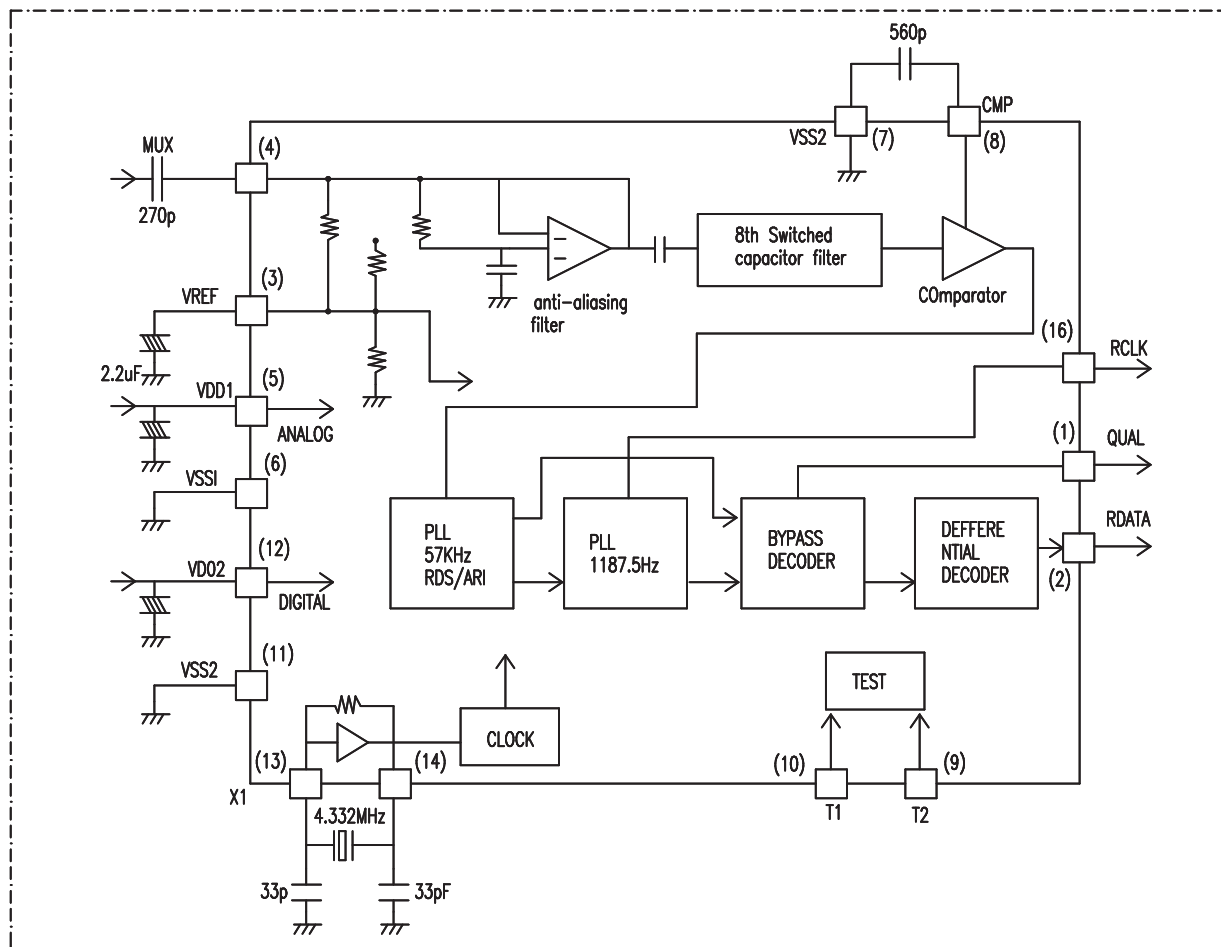 560p
CMP
VSS2
(7)
(8)
MUX
(4)
270p
8th Switched
capacitor filter
COmparator
anti-aliasing
filter
VREF
(3)
2.2uF
VDD1
(5)
ANALOG
(16)
RCLK
(6)
VSSI
(1)
QUAL
PLL
57KHz
RDS/ARI
PLL
1187.5Hz
BYPASS
DECODER
DEFFERE
NTIAL
DECODER
RDATA
(2)
(12)
VDO2
DIGITAL
(11)
VSS2
TEST
CLOCK
(13)
(14)
X1
4.332MHz
33p
33pF
(10)
(9)
T1
T2